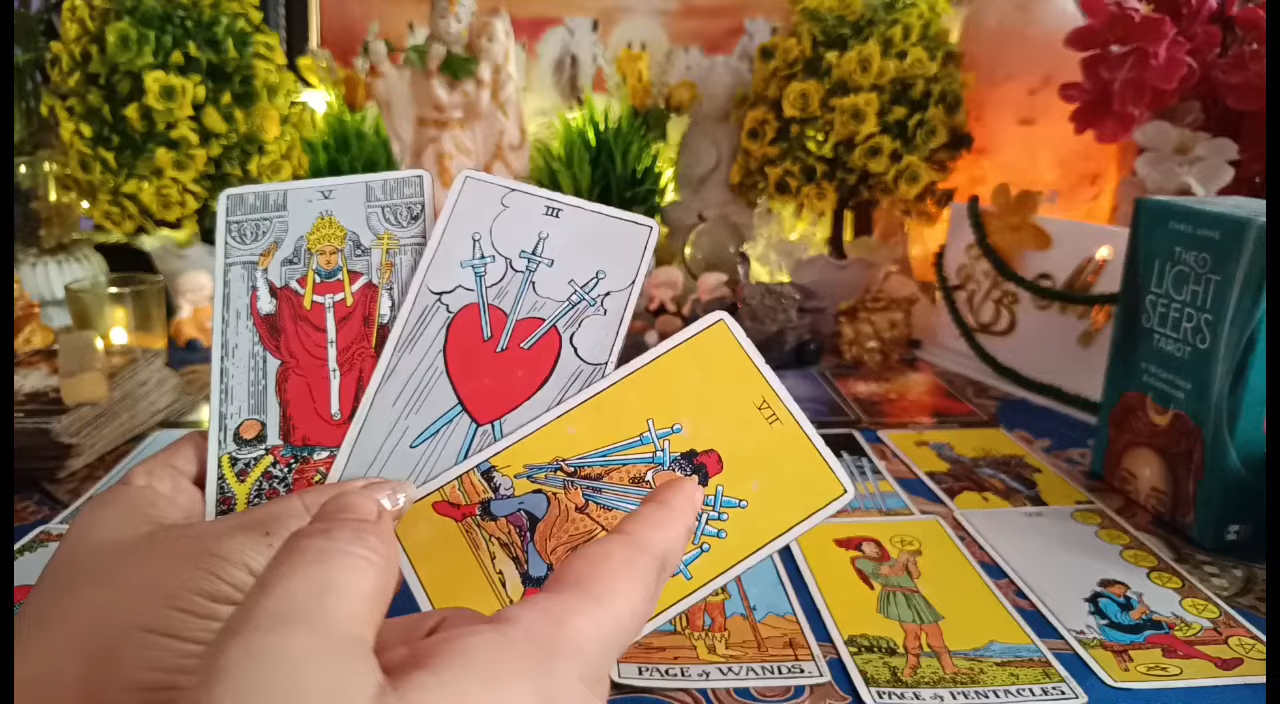 V
III
VII
THE
LIGHT
SEER'S
TAROT
PAGE of WANDS.
PAGE of PENTACLES.